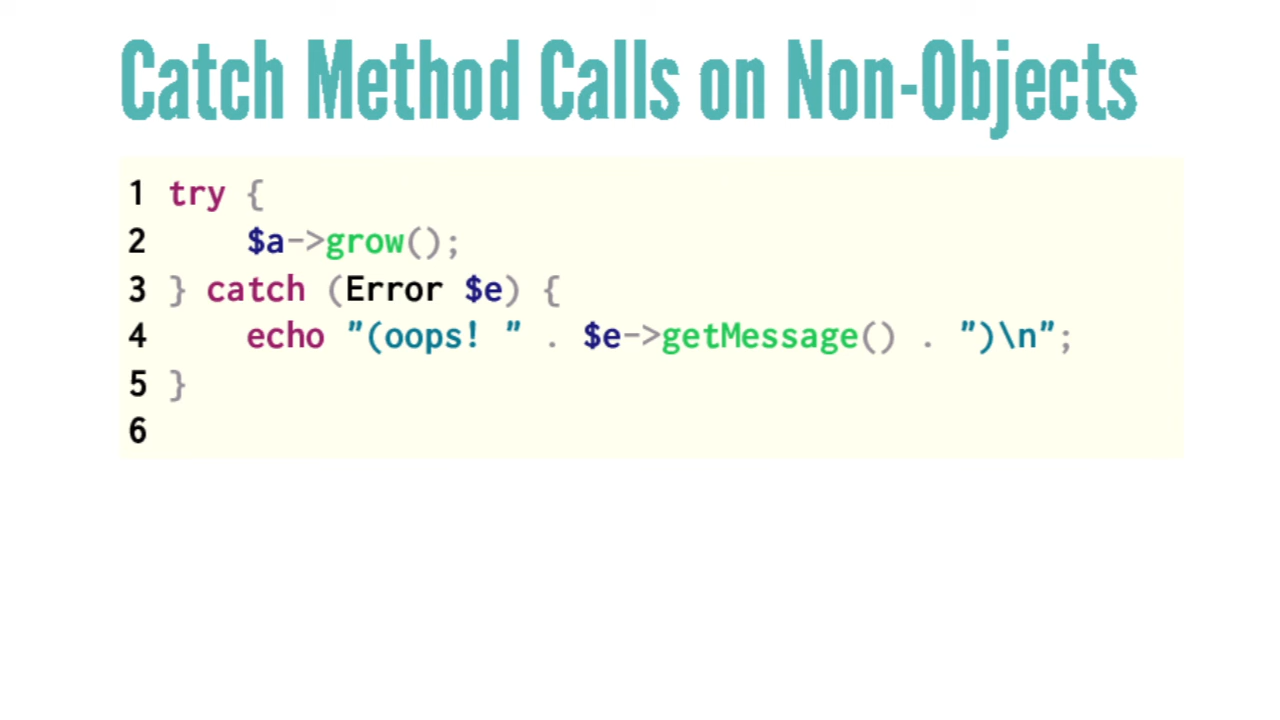 Catch Method Calls on Non-Objects
1 try {
2     $a->grow();
3 } catch (Error $e) {
4     echo "(oops! " . $e->getMessage() . ")\n";
5 }
6